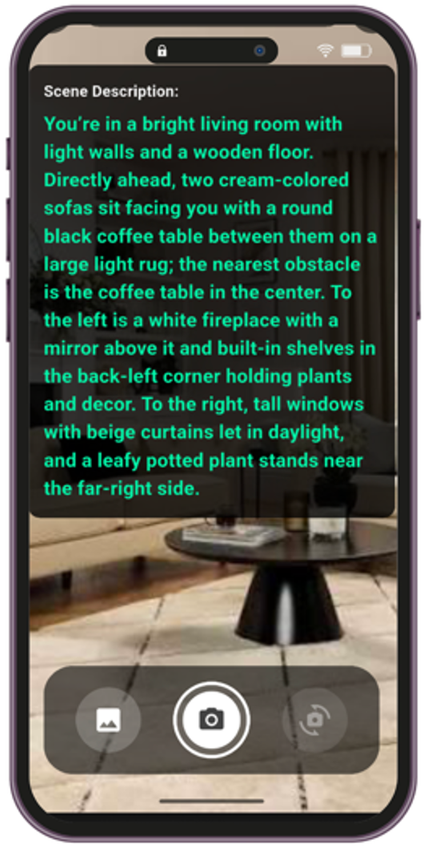 Scene Description:
You're in a bright living room with
light walls and a wooden floor.
Directly ahead, two cream-colored
sofas sit facing you with a round
black coffee table between them on a
large light rug; the nearest obstacle
is the coffee table in the center. To
the left is a white fireplace with a
mirror above it and built-in shelves in
the back-left corner holding plants
and decor. To the right, tall windows
with beige curtains let in daylight,
and a leafy potted plant stands near
the far-right side.